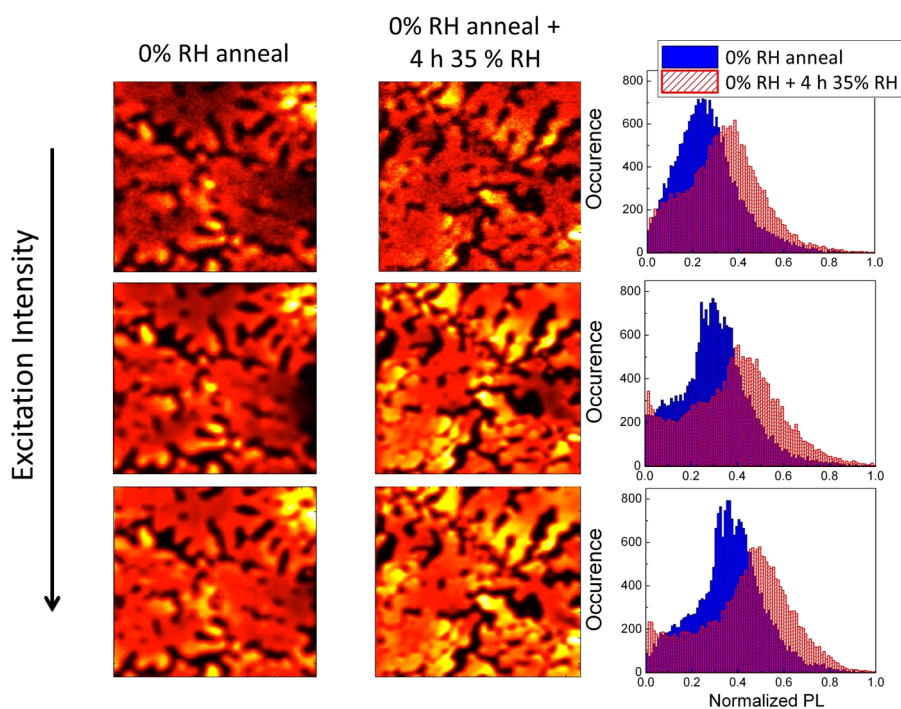 0% RH anneal
0% RH anneal +
4 h 35 % RH
0% RH anneal
0% RH + 4 h 35% RH
Excitation Intensity
800
600
400
200
0
Occurence
0.0 0.2 0.4 0.6 0.8 1.0
800
600
400
200
0
Occurence
0.0 0.2 0.4 0.6 0.8 1.0
800
600
400
200
0
Occurence
0.0 0.2 0.4 0.6 0.8 1.0
Normalized PL